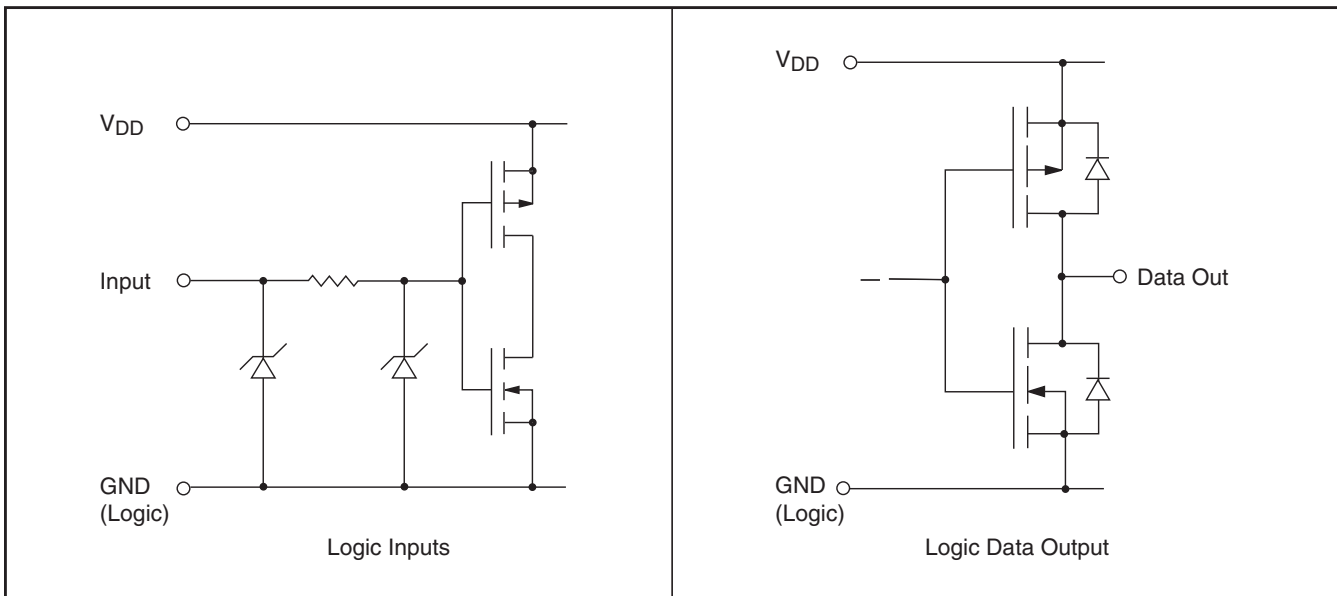 VDD
Input
GND
(Logic)
Logic Inputs
VDD
Data Out
GND
(Logic)
Logic Data Output